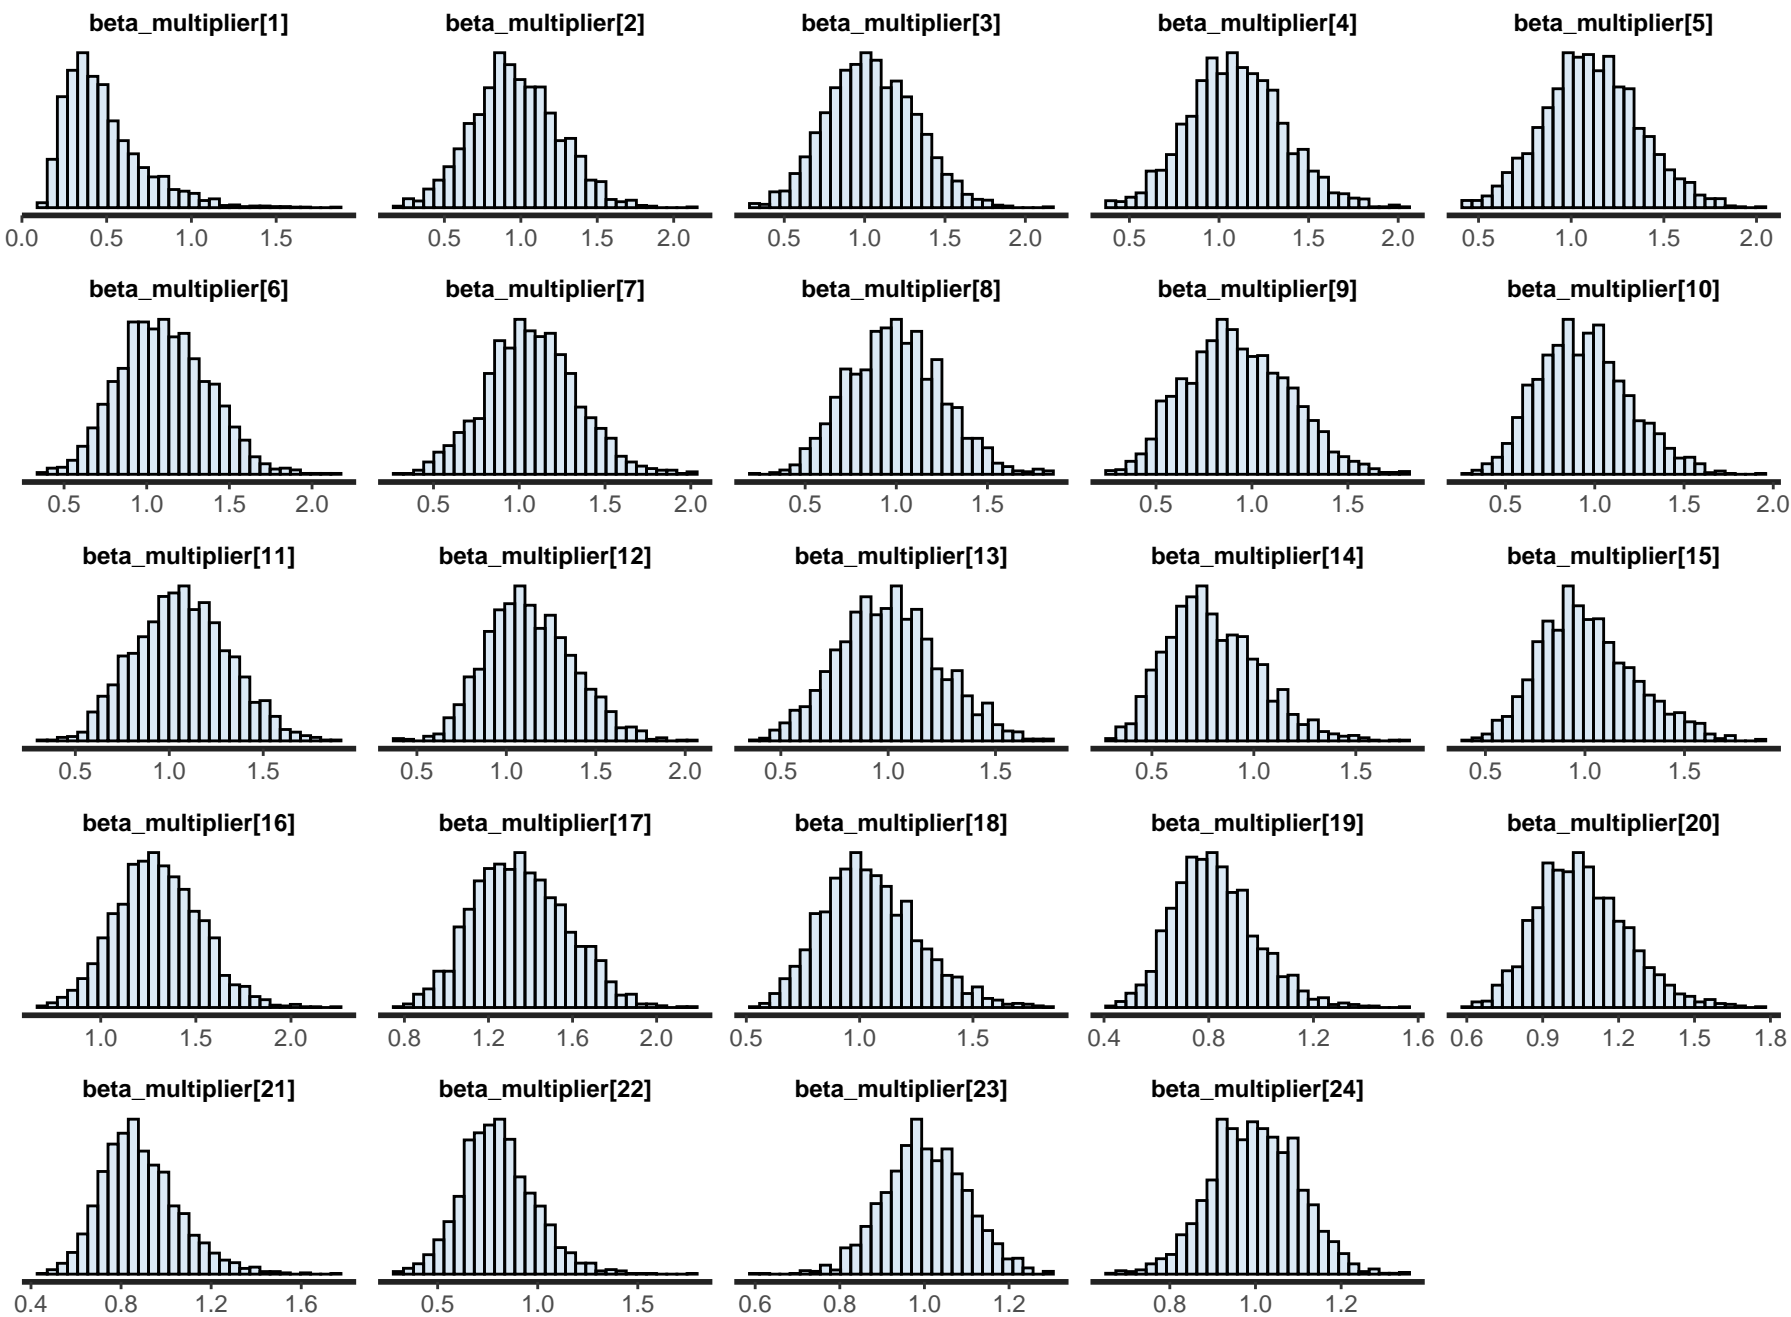 beta_multiplier[1] beta_multiplier[2] beta_multiplier[3] beta_multiplier[4] beta_multiplier[5]
0.0 0.5 1.0 1.5 0.5 1.0 1.5 2.0 0.5 1.0 1.5 2.0 0.5 1.0 1.5 2.0 0.5 1.0 1.5 2.0
beta_multiplier[6] beta_multiplier[7] beta_multiplier[8] beta_multiplier[9] beta_multiplier[10]
0.5 1.0 1.5 2.0 0.5 1.0 1.5 2.0 0.5 1.0 1.5 0.5 1.0 1.5 0.5 1.0 1.5 2.0
beta_multiplier[11] beta_multiplier[12] beta_multiplier[13] beta_multiplier[14] beta_multiplier[15]
0.5 1.0 1.5 0.5 1.0 1.5 2.0 0.5 1.0 1.5 0.5 1.0 1.5 0.5 1.0 1.5
beta_multiplier[16] beta_multiplier[17] beta_multiplier[18] beta_multiplier[19] beta_multiplier[20]
1.0 1.5 2.0 0.8 1.2 1.6 2.0 0.5 1.0 1.5 0.4 0.8 1.2 1.6 0.6 0.9 1.2 1.5 1.8
beta_multiplier[21] beta_multiplier[22] beta_multiplier[23] beta_multiplier[24]
0.4 0.8 1.2 1.6 0.5 1.0 1.5 0.6 0.8 1.0 1.2 0.8 1.0 1.2